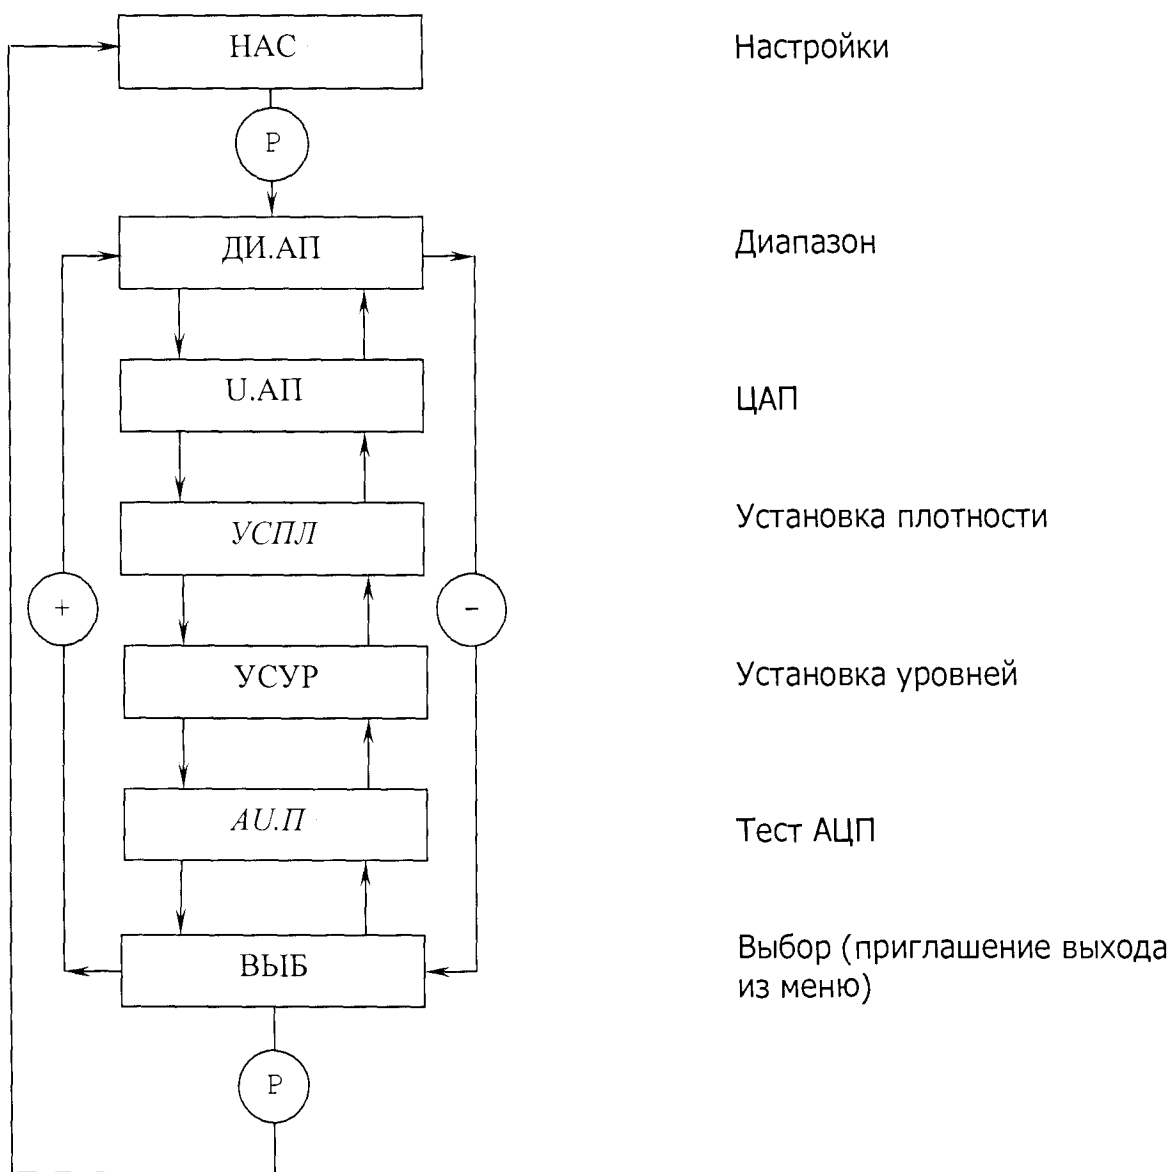 НАС
Настройки
Р
ДИ.АП
Диапазон
U.АП
ЦАП
УСПЛ
Установка плотности
+
-
УСУР
Установка уровней
AU.П
Тест АЦП
ВЫБ
Выбор (приглашение выхода
из меню)
Р